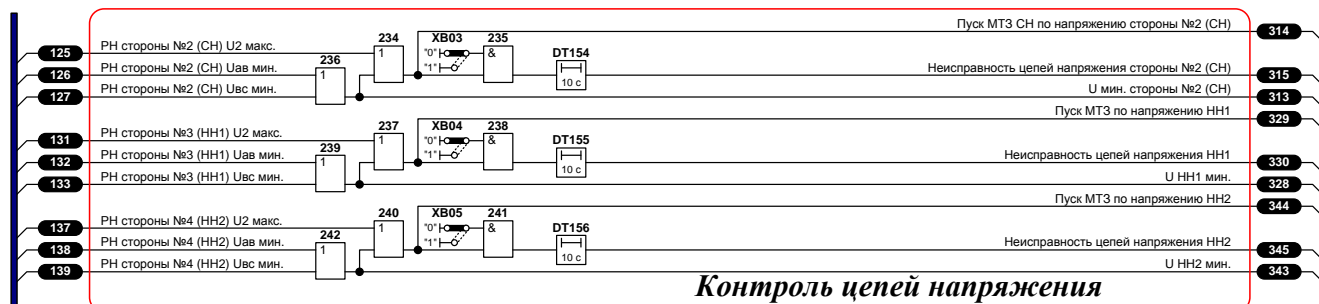 Пуск МТЗ СН по напряжению стороны №2 (СН) 314
234 XB03 235
125 РН стороны №2 (СН) U2 макс. 1 "0" & DT154
236
126 РН стороны №2 (СН) Uав мин. 1 "1" 10 с Неисправность цепей напряжения стороны №2 (СН) 315
127 РН стороны №2 (СН) Uвс мин. U мин. стороны №2 (СН) 313
Пуск МТЗ по напряжению НН1 329
237 XB04 238
131 РН стороны №3 (НН1) U2 макс. 1 "0" & DT155
239
132 РН стороны №3 (НН1) Uав мин. 1 "1" 10 с Неисправность цепей напряжения НН1 330
133 РН стороны №3 (НН1) Uвс мин. U НН1 мин. 328
Пуск МТЗ по напряжению НН2 344
240 XB05 241
137 РН стороны №4 (НН2) U2 макс. 1 "0" & DT156
242
138 РН стороны №4 (НН2) Uав мин. 1 "1" 10 с Неисправность цепей напряжения НН2 345
139 РН стороны №4 (НН2) Uвс мин. U НН2 мин. 343
Контроль цепей напряжения